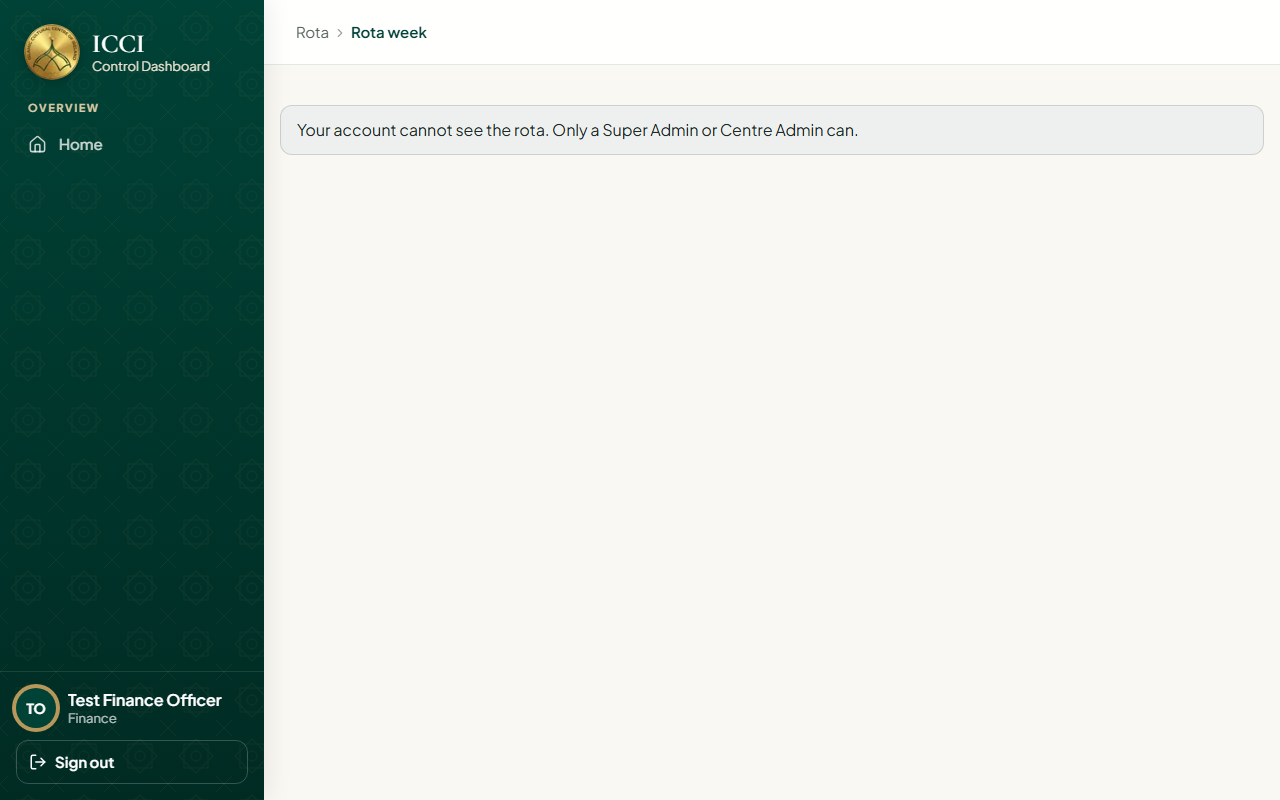 ICCI
Control Dashboard
OVERVIEW
Home
TO
Test Finance Officer
Finance
Sign out
Rota > Rota week
Your account cannot see the rota. Only a Super Admin or Centre Admin can.